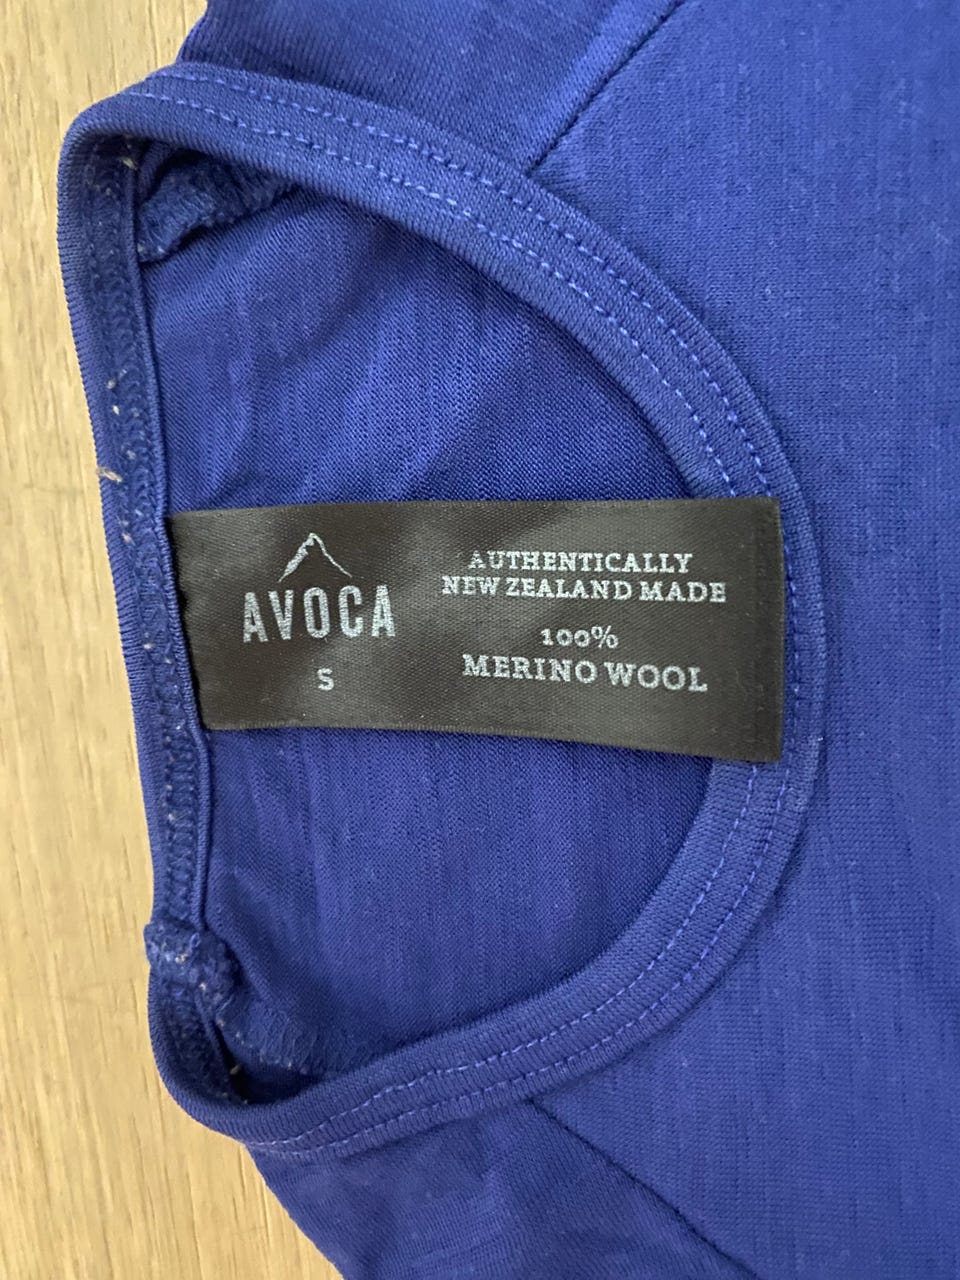 AVOCA
S
AUTHENTICALLY
NEW ZEALAND MADE
100%
MERINO WOOL